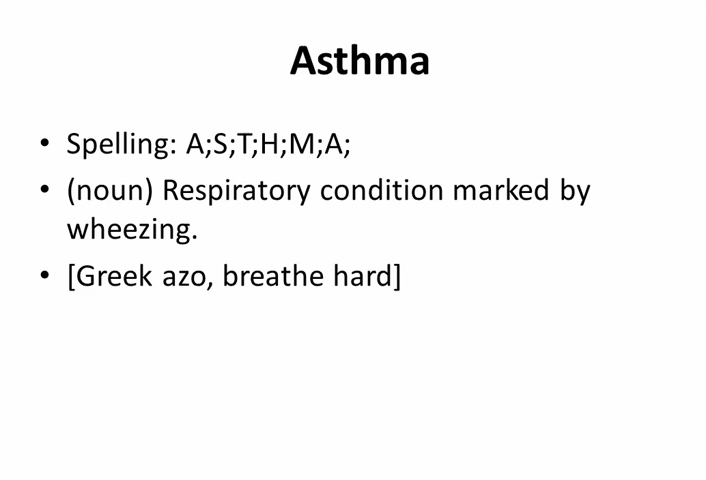 Asthma
• Spelling: A;S;T;H;M;A;
• (noun) Respiratory condition marked by
wheezing.
• [Greek azo, breathe hard]